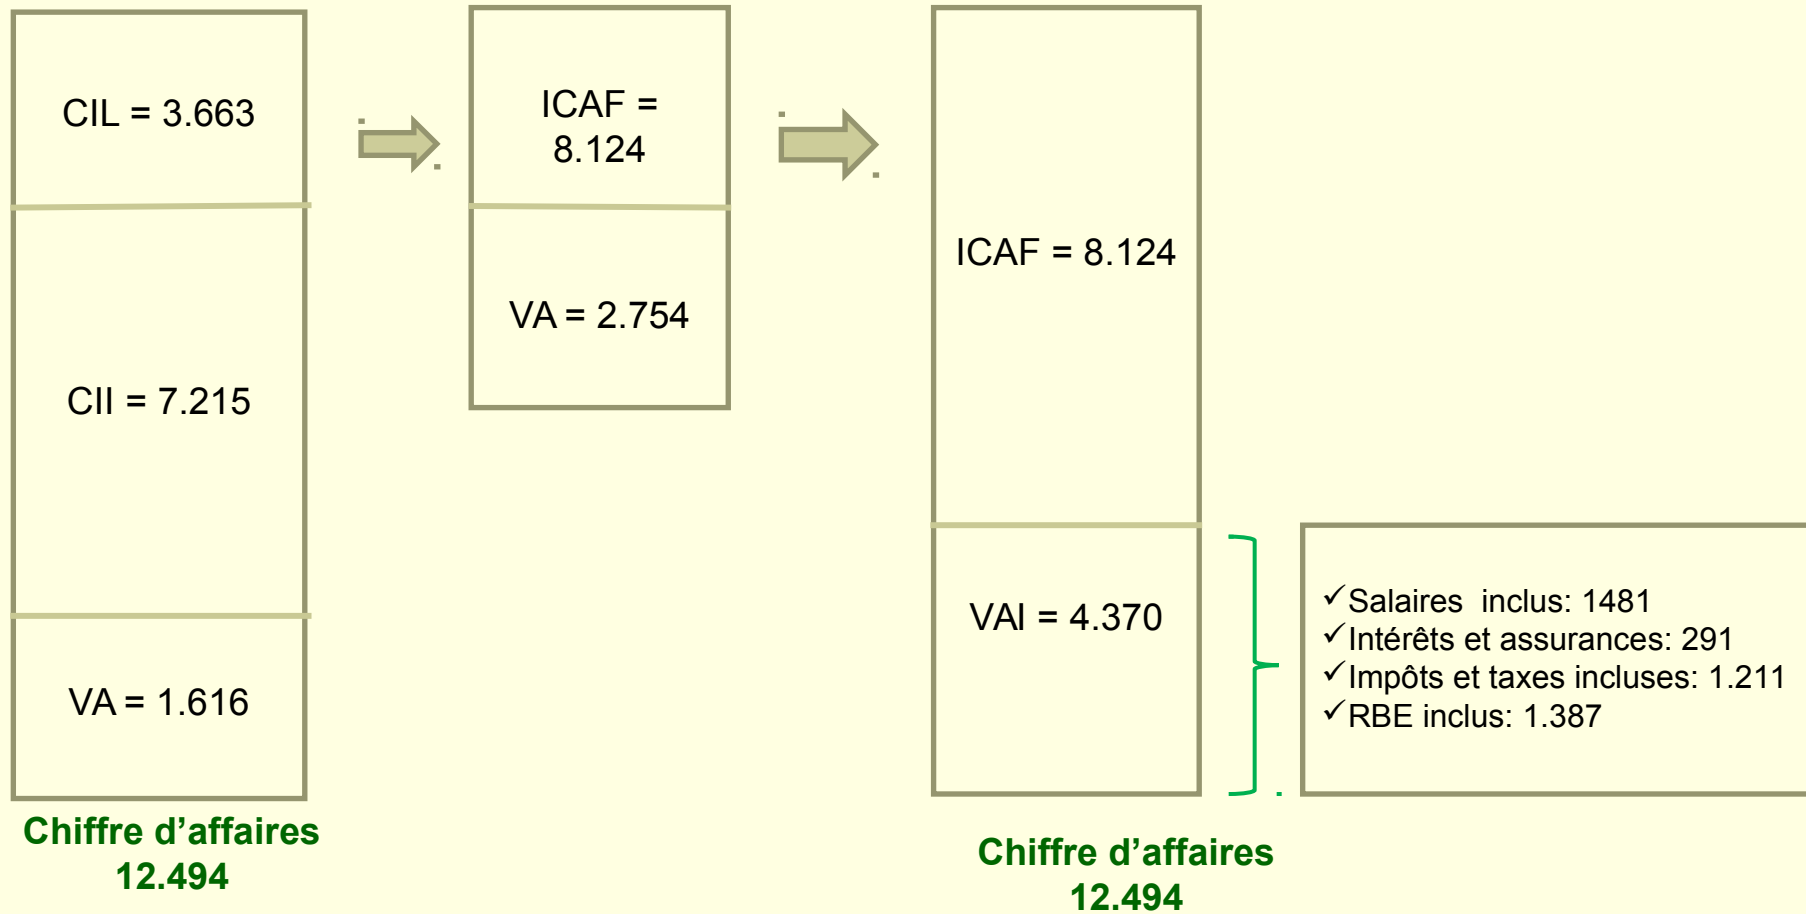 CIL = 3.663
CII = 7.215
VA = 1.616
Chiffre d’affaires
12.494
ICAF =
8.124
VA = 2.754
ICAF = 8.124
VAI = 4.370
Chiffre d’affaires
12.494
✓Salaires inclus: 1481
✓Intérêts et assurances: 291
✓Impôts et taxes incluses: 1.211
✓RBE inclus: 1.387